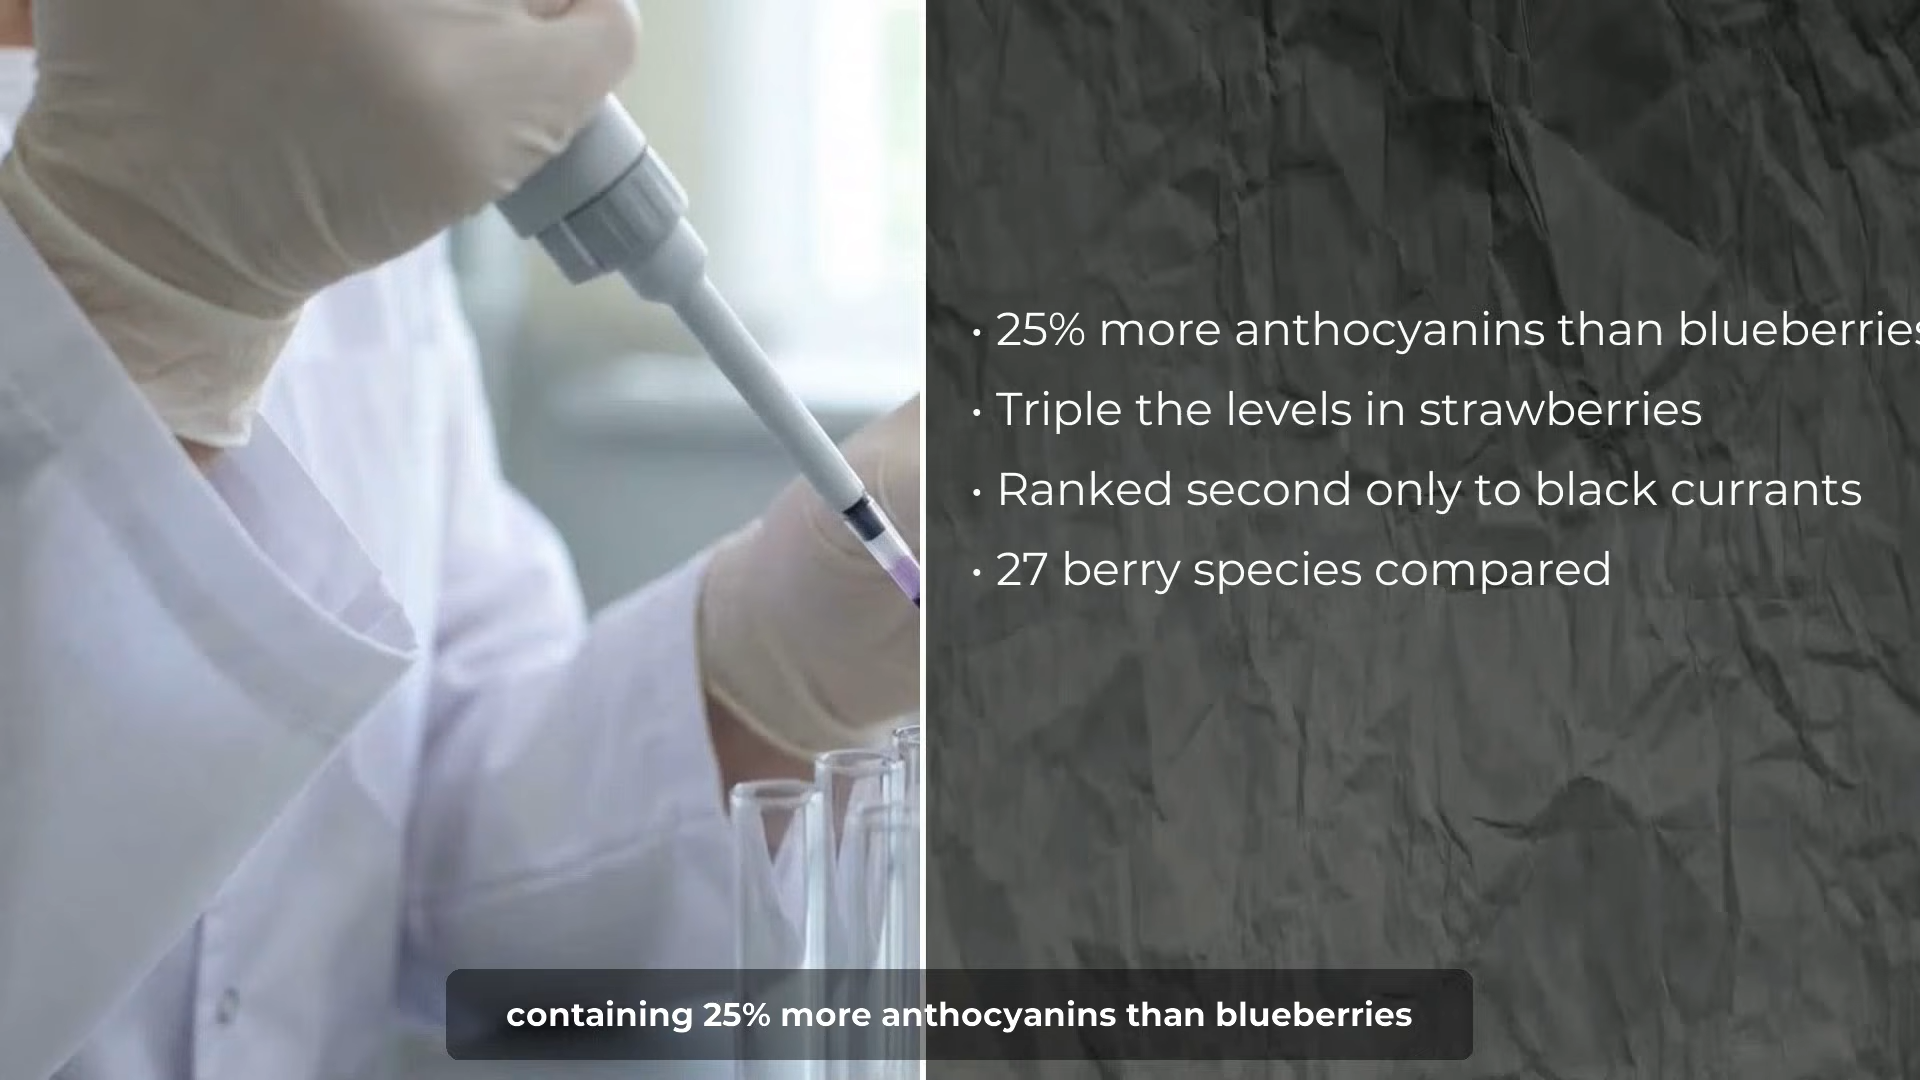 • 25% more anthocyanins than blueberries
• Triple the levels in strawberries
• Ranked second only to black currants
• 27 berry species compared
containing 25% more anthocyanins than blueberries